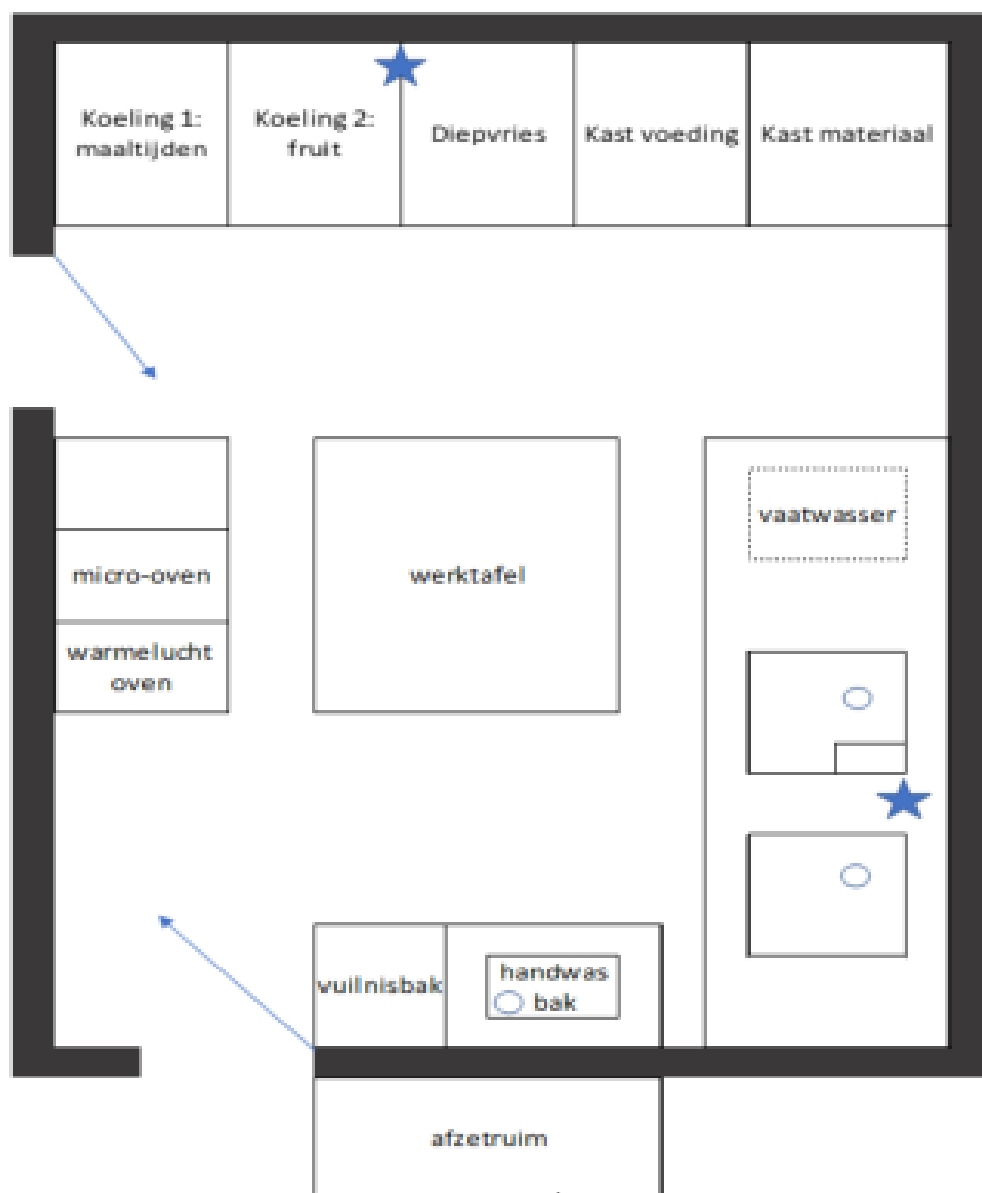 Koeling 1:
maaltijden
Koeling 2:
fruit
Diepvries
Kast voeding
Kast materiaal
vaatwasser
micro-oven
werktafel
warmelucht
oven
vuilnisbak
handwas
bak
afzetruim